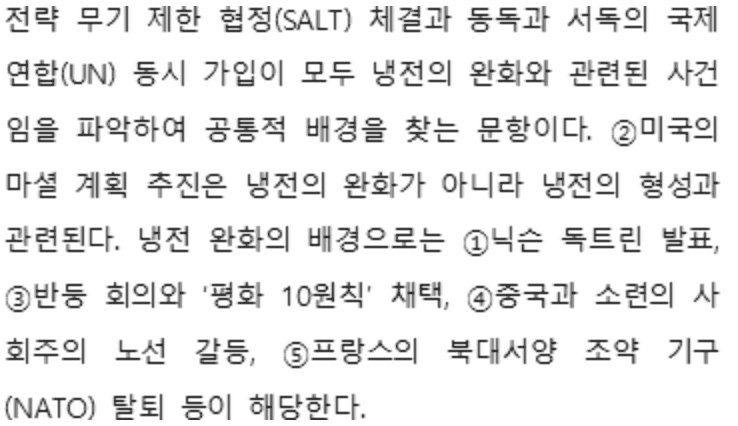 전략 무기 제한 협정(SALT) 체결과 동독과 서독의 국제
연합(UN) 동시 가입이 모두 냉전의 완화와 관련된 사건
임을 파악하여 공통적 배경을 찾는 문항이다. ②미국의
마셜 계획 추진은 냉전의 완화가 아니라 냉전의 형성과
관련된다. 냉전 완화의 배경으로는 ①닉슨 독트린 발표,
③반둥 회의와 ‘평화 10원칙’ 채택, ④중국과 소련의 사
회주의 노선 갈등, ⑤프랑스의 북대서양 조약 기구
(NATO) 탈퇴 등이 해당한다.